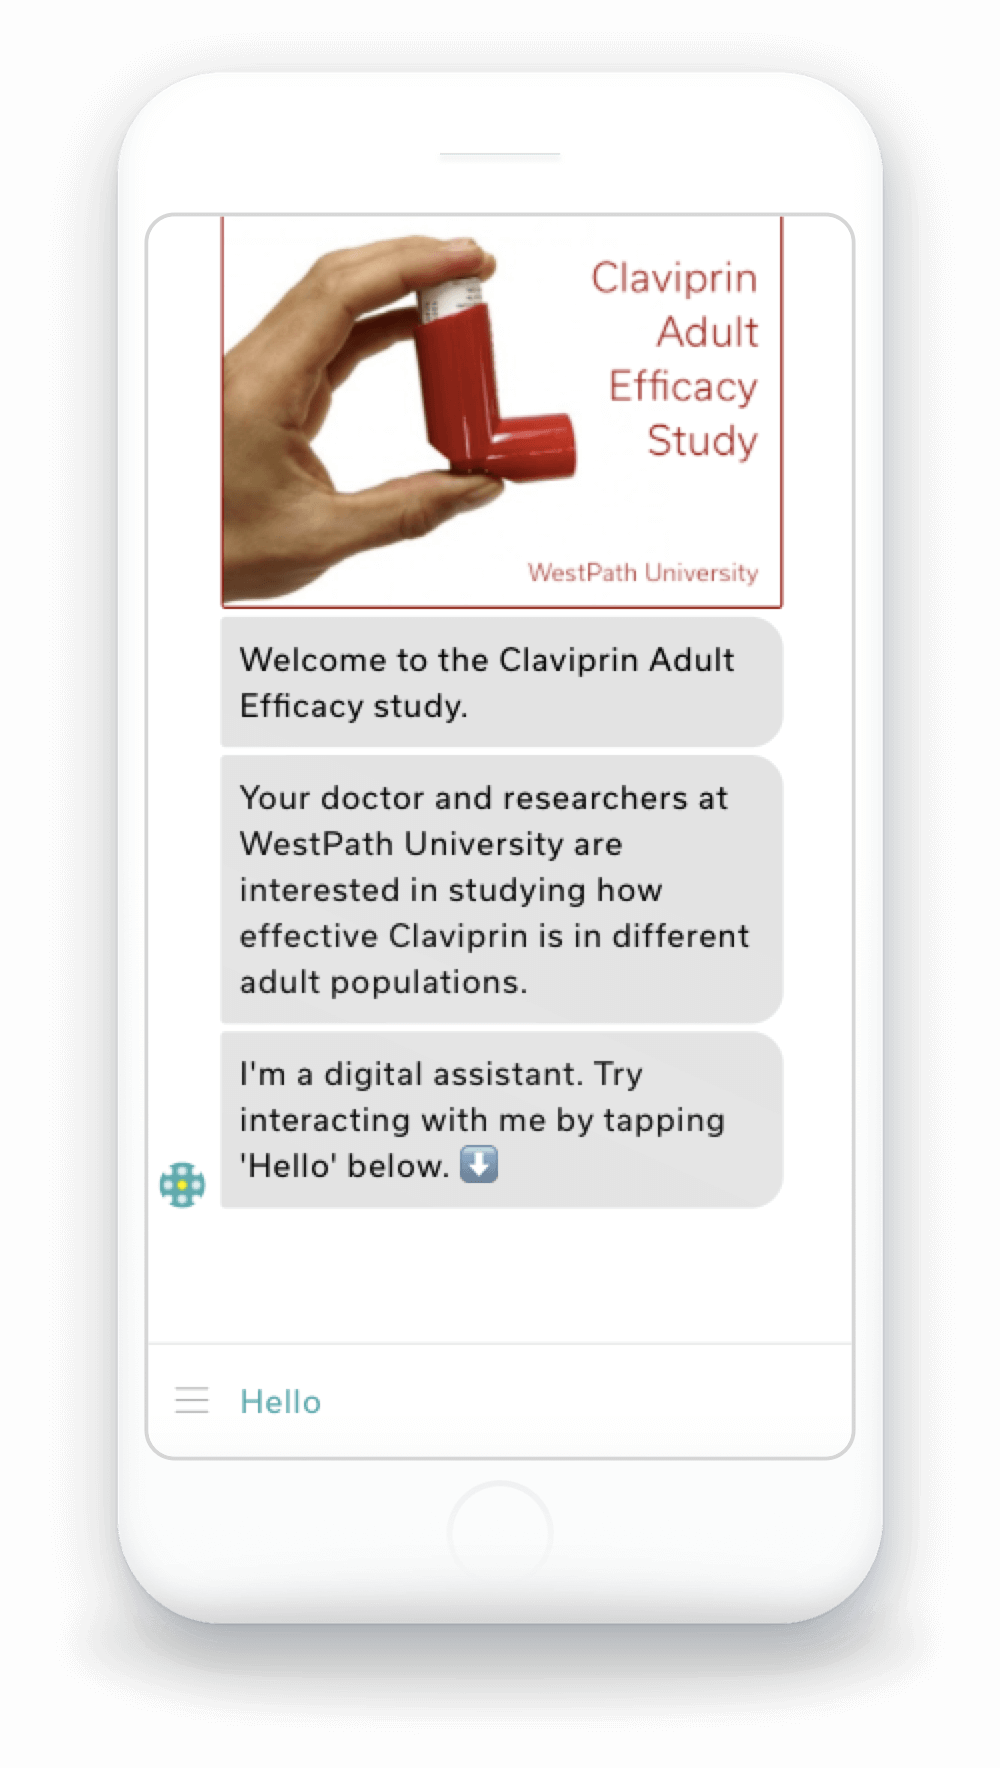 Claviprin
Adult
Efficacy
Study
WestPath University
Welcome to the Claviprin Adult
Efficacy study.
Your doctor and researchers at
WestPath University are
interested in studying how
effective Claviprin is in different
adult populations.
I'm a digital assistant. Try
interacting with me by tapping
'Hello' below. ⬇️
Hello